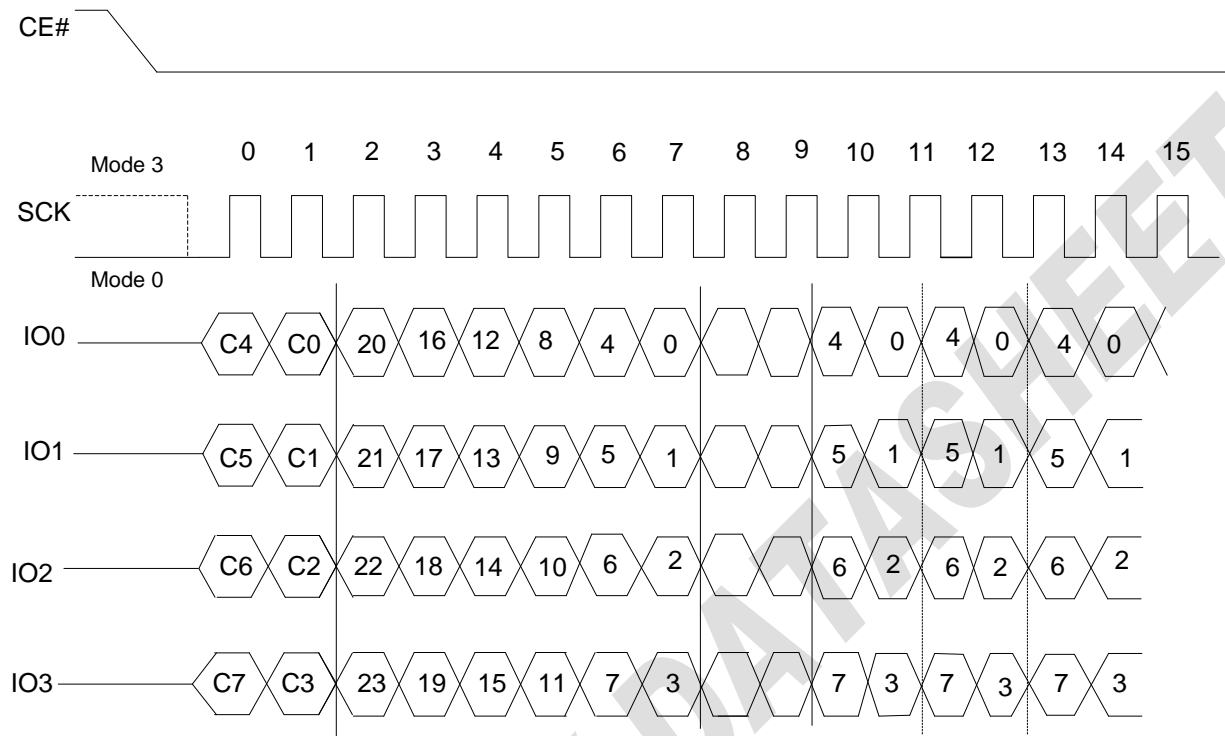 CE#
0 1 2 3 4 5 6 7 8 9 10 11 12 13 14 15
Mode 3
SCK
Mode 0
IO0 C4 C0 20 16 12 8 4 0 4 0 4 0 4 0
IO1 C5 C1 21 17 13 9 5 1 5 1 5 1 5 1
IO2 C6 C2 22 18 14 10 6 2 6 2 6 2 6 2
IO3 C7 C3 23 19 15 11 7 3 7 3 7 3 7 3
DATASHEET